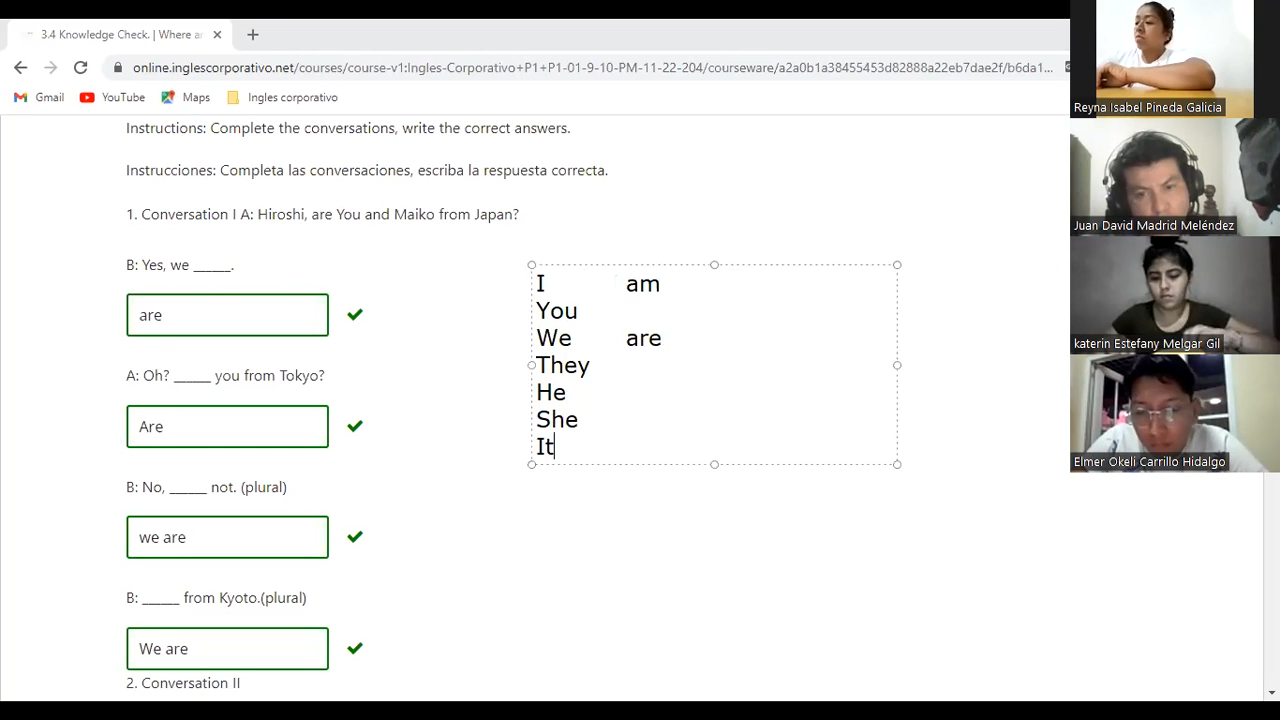 3.4 Knowledge Check. | Where ar
online.inglescorporativo.net/courses/course-v1:Ingles-Corporativo+P1+P1-01-9-10-PM-11-22-204/courseware/a2a0b1a38455453d82888a22eb7dae2f/b6da1...
Gmail YouTube Maps Ingles corporativo
Instructions: Complete the conversations, write the correct answers.
Instrucciones: Completa las conversaciones, escriba la respuesta correcta.
1. Conversation I A: Hiroshi, are You and Maiko from Japan?
B: Yes, we ______.
are
A: Oh? ______ you from Tokyo?
Are
B: No, ______ not. (plural)
we are
B: ______ from Kyoto.(plural)
We are
2. Conversation II
I am
You
We are
They
He
She
It
Reyna Isabel Pineda Galicia
Juan David Madrid Meléndez
katerin Estefany Melgar Gil
Elmer Okeli Carrillo Hidalgo